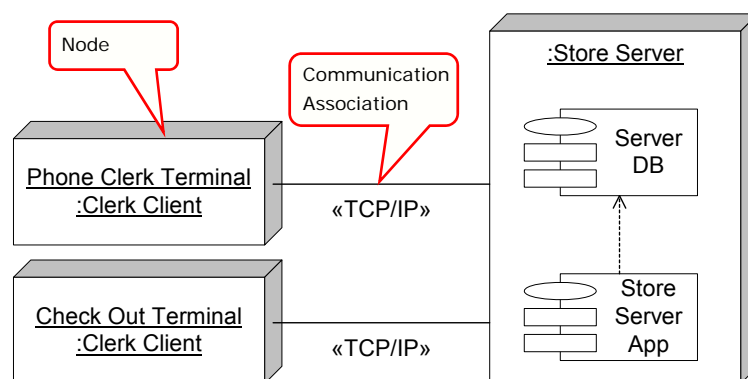 Node
Communication
Association
:Store Server
Server
DB
Phone Clerk Terminal
:Clerk Client
«TCP/IP»
Check Out Terminal
:Clerk Client
«TCP/IP»
Store
Server
App